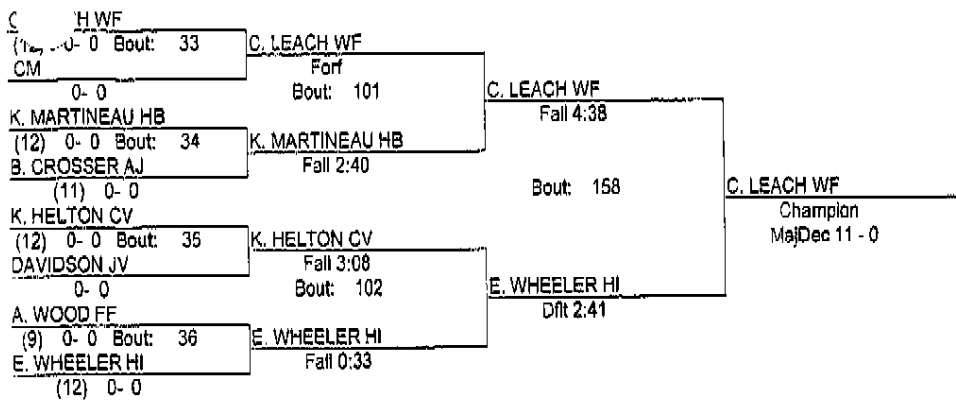 H WF
0- 0 Bout: 33
CM
0- 0
K. MARTINEAU HB
(12) 0- 0 Bout: 34
B. CROSSER AJ
(11) 0- 0
K. HELTON CV
(12) 0- 0 Bout: 35
DAVIDSON JV
0- 0
A. WOOD FF
(9) 0- 0 Bout: 36
E. WHEELER HI
(12) 0- 0
C. LEACH WF
Forf
Bout: 101
K. MARTINEAU HB
Fall 2:40
K. HELTON CV
Fall 3:08
Bout: 102
E. WHEELER HI
Fall 0:33
C. LEACH WF
Fall 4:38
Bout: 158
E. WHEELER HI
Dflt 2:41
C. LEACH WF
Champion
MajDec 11 - 0